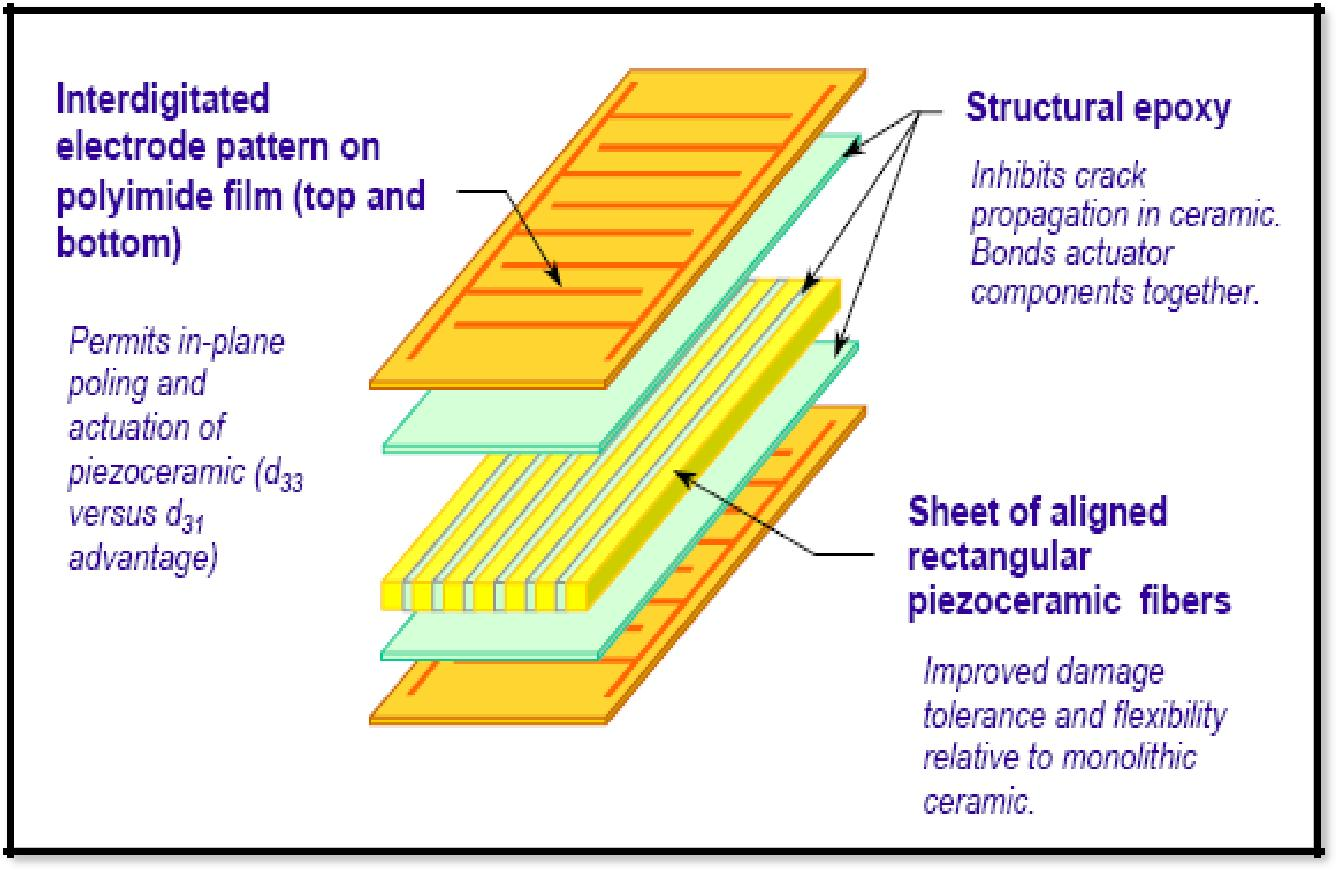 Interdigitated
electrode pattern on
polyimide film (top and
bottom)
Permits in-plane
poling and
actuation of
piezoceramic (d33
versus d31
advantage)
Structural epoxy
Inhibits crack
propagation in ceramic.
Bonds actuator
components together.
Sheet of aligned
rectangular
piezoceramic fibers
Improved damage
tolerance and flexibility
relative to monolithic
ceramic.